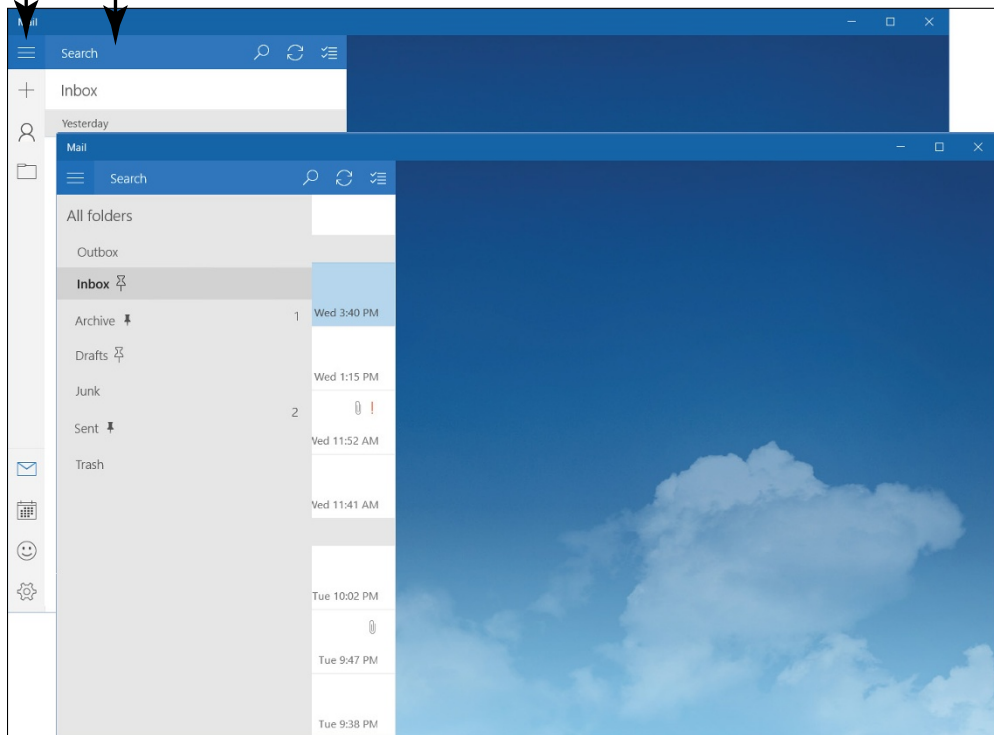 Mail
Search
Inbox
Yesterday
Mail
Search
All folders
Outbox
Inbox
Archive 1
Drafts
Junk
Sent 2
Trash
Wed 3:40 PM
Wed 1:15 PM
!
Wed 11:52 AM
Wed 11:41 AM
Tue 10:02 PM
Tue 9:47 PM
Tue 9:38 PM